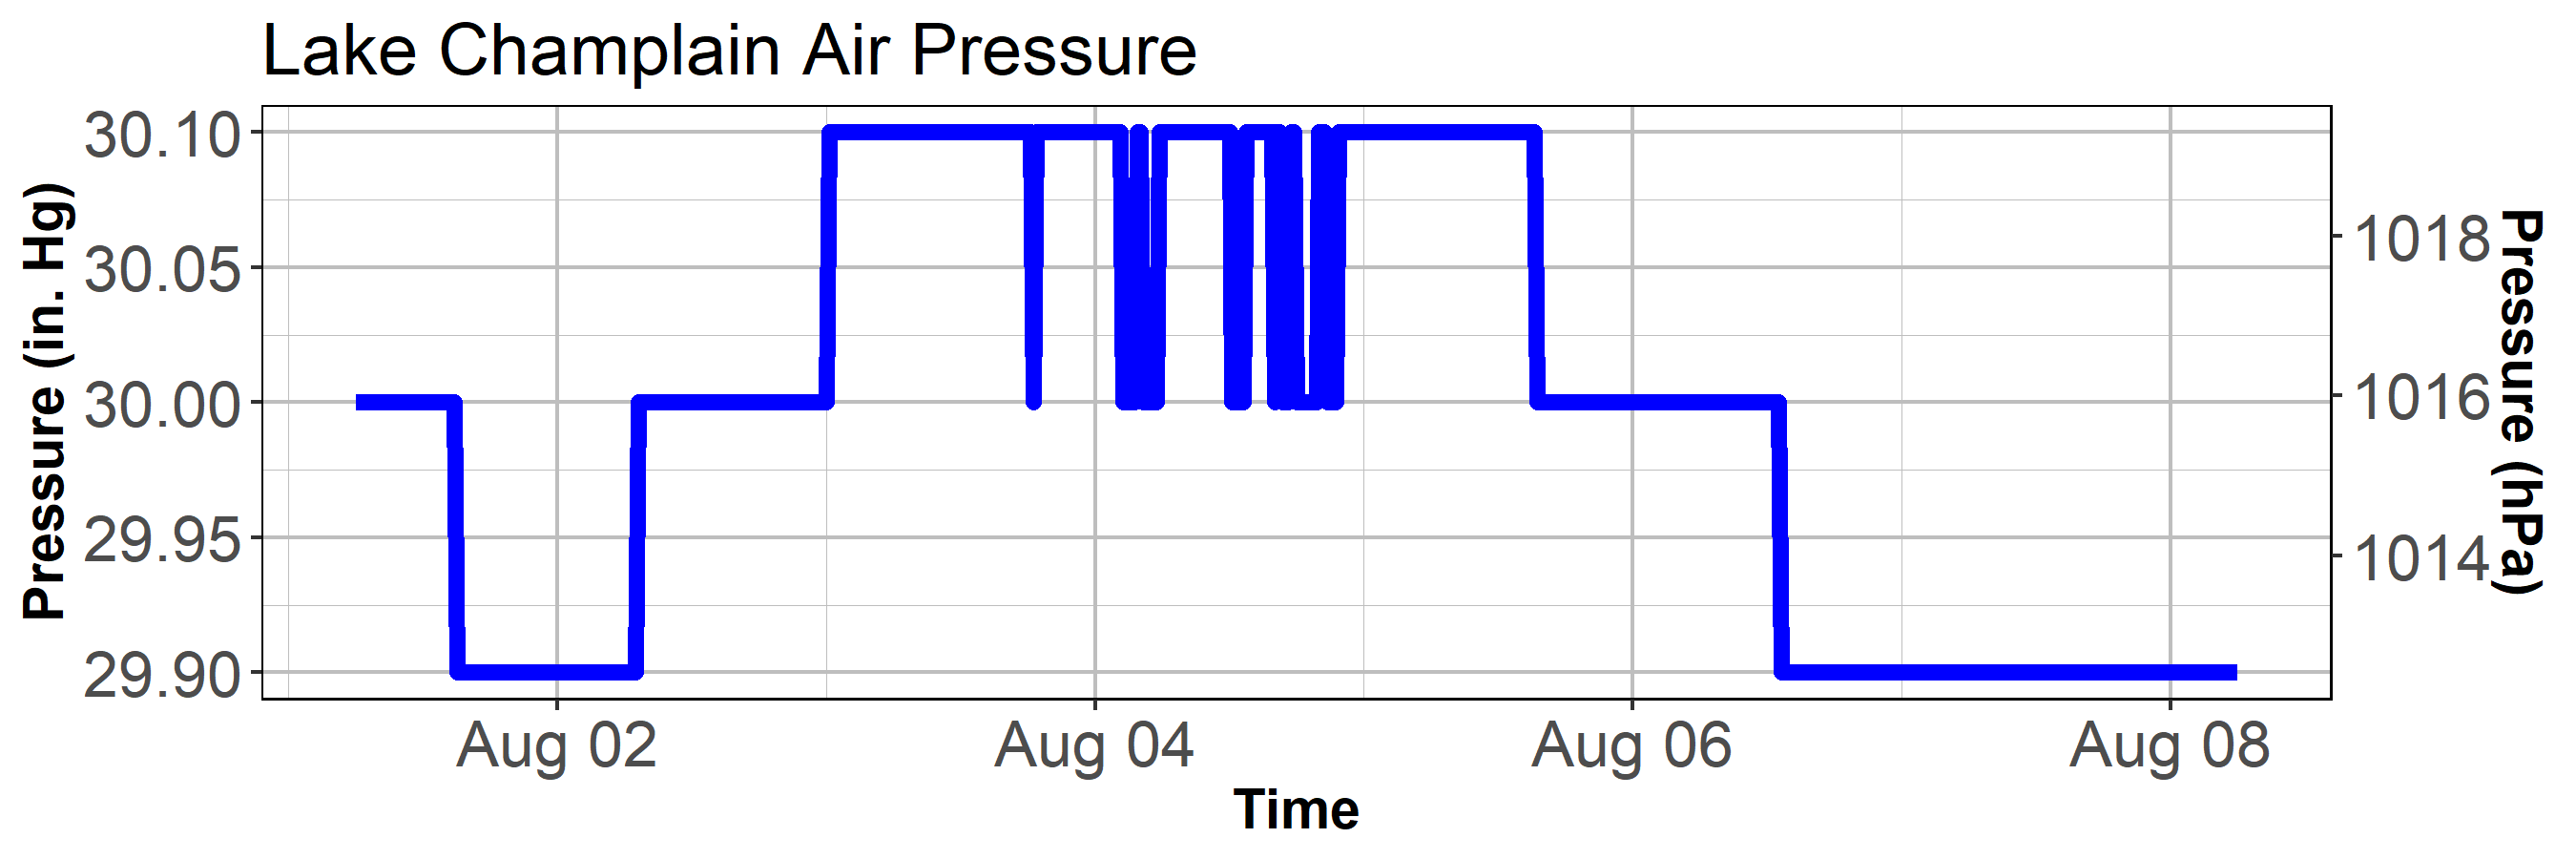 Lake Champlain Air Pressure
Pressure (in. Hg)
30.10
30.05
30.00
29.95
29.90
1018
1016
1014
Pressure (hPa)
Aug 02 Aug 04 Aug 06 Aug 08
Time